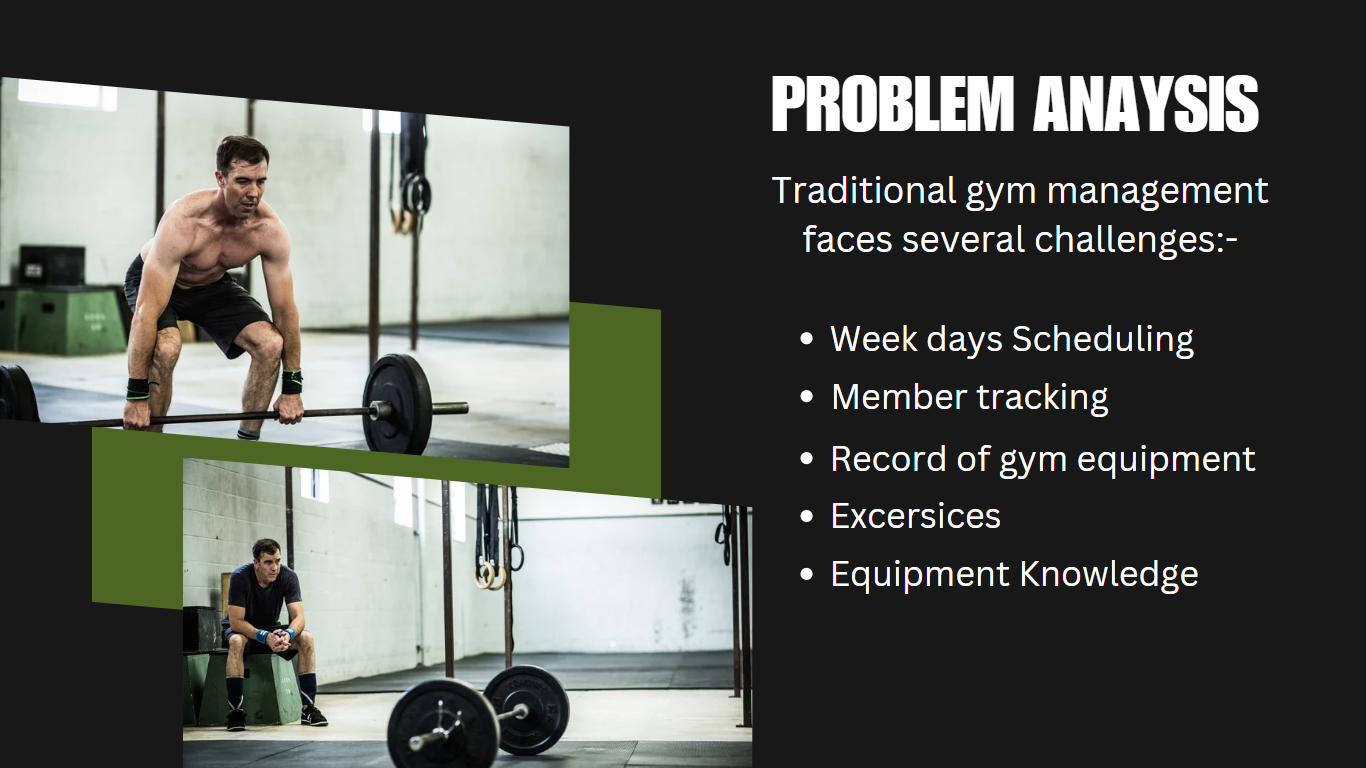 PROBLEM ANAYSIS
Traditional gym management
faces several challenges:-
• Week days Scheduling
• Member tracking
• Record of gym equipment
• Excersices
• Equipment Knowledge